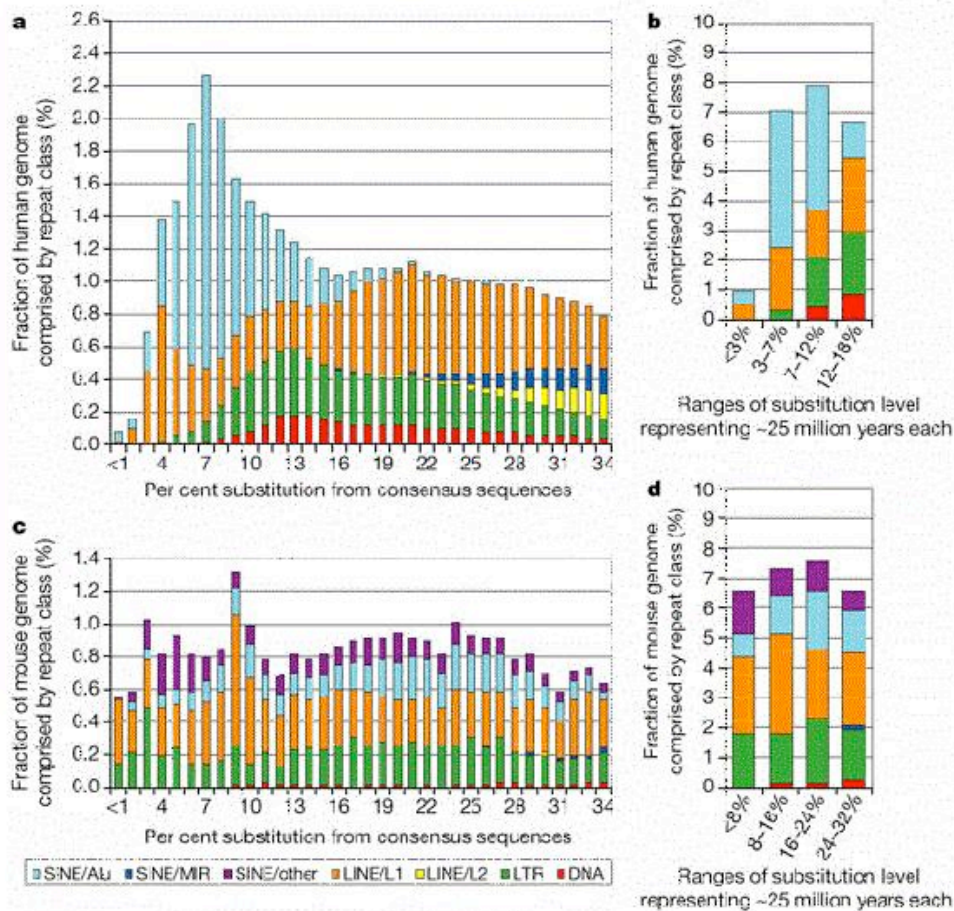 a
2.6
2.4
2.2
2.0
1.8
1.6
1.4
1.2
1.0
0.8
0.6
0.4
0.2
0.0
Fraction of human genome
comprised by repeat class (%)
<1 4 7 10 13 16 19 22 25 28 31 34
Per cent substitution from consensus sequences
b
10
9
8
7
6
5
4
3
2
1
0
Fraction of human genome
comprised by repeat class (%)
<3% 3–7% 7–12% 12–18%
Ranges of substitution level
representing ~25 million years each
c
1.4
1.2
1.0
0.8
0.6
0.4
0.2
0.0
Fraction of mouse genome
comprised by repeat class (%)
<1 4 7 10 13 16 19 22 25 28 31 34
Per cent substitution from consensus sequences
d
10
9
8
7
6
5
4
3
2
1
0
Fraction of mouse genome
comprised by repeat class (%)
<8% 8–16% 16–24% 24–32%
Ranges of substitution level
representing ~25 million years each
SINE/Alu SINE/MIR SINE/other LINE/L1 LINE/L2 LTR DNA